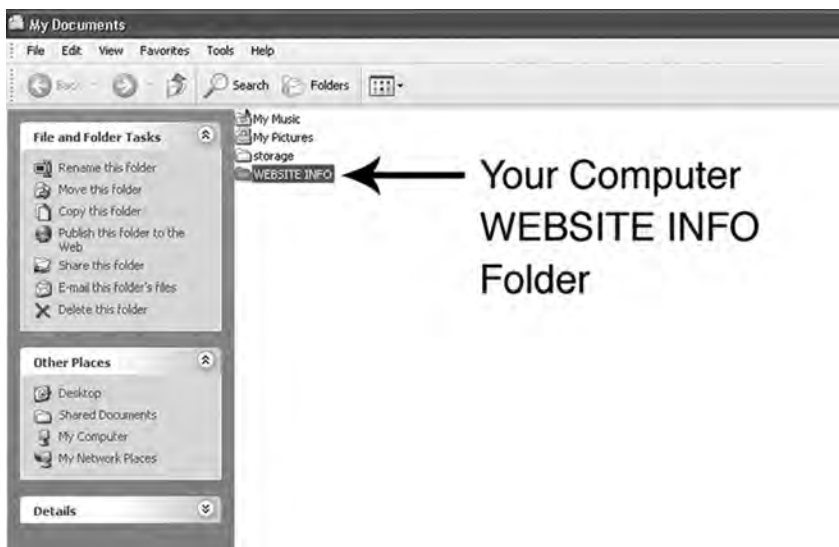 My Documents
File Edit View Favorites Tools Help
Back Search Folders
File and Folder Tasks
Rename this folder
Move this folder
Copy this folder
Publish this folder to the
Web
Share this folder
E-mail this folder's files
Delete this folder
Other Places
Desktop
Shared Documents
My Computer
My Network Places
Details
My Music
My Pictures
storage
WEBSITE INFO
Your Computer
WEBSITE INFO
Folder